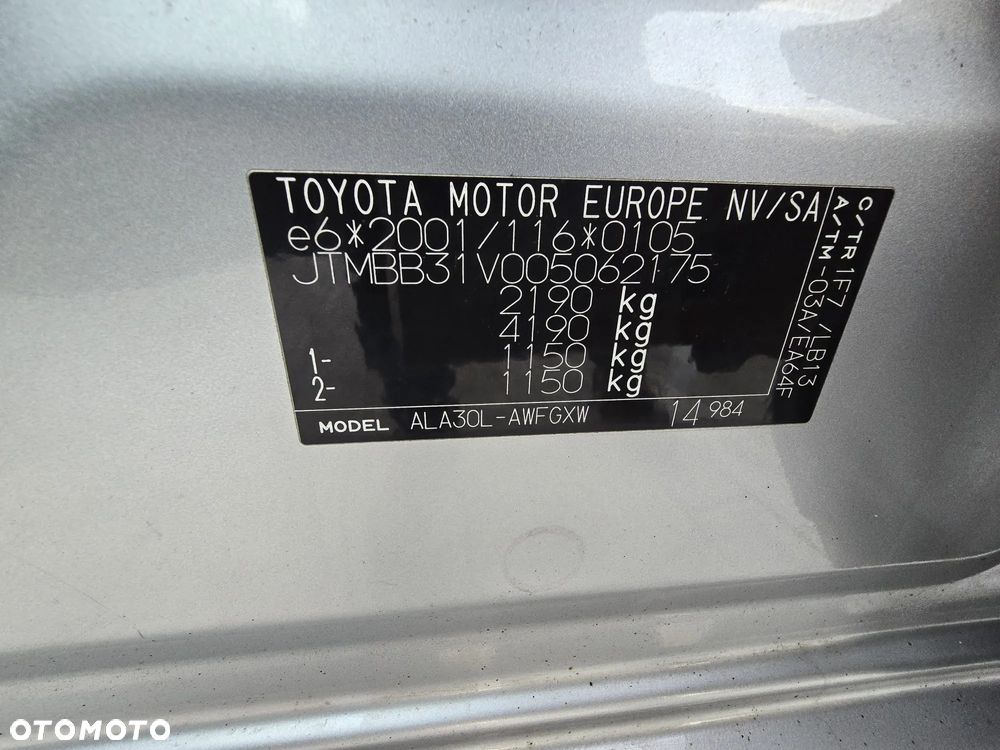 TOYOTA MOTOR EUROPE NV/SA
e6*2001/116*0105
JTMBB31V005062175
2190 kg
4190 kg
1- 1150 kg
2- 1150 kg
MODEL ALA30L-AWFGXW 14 984
C/TR 1F7 /LB13
A/TM -03A/EA64F
OTOMOTO